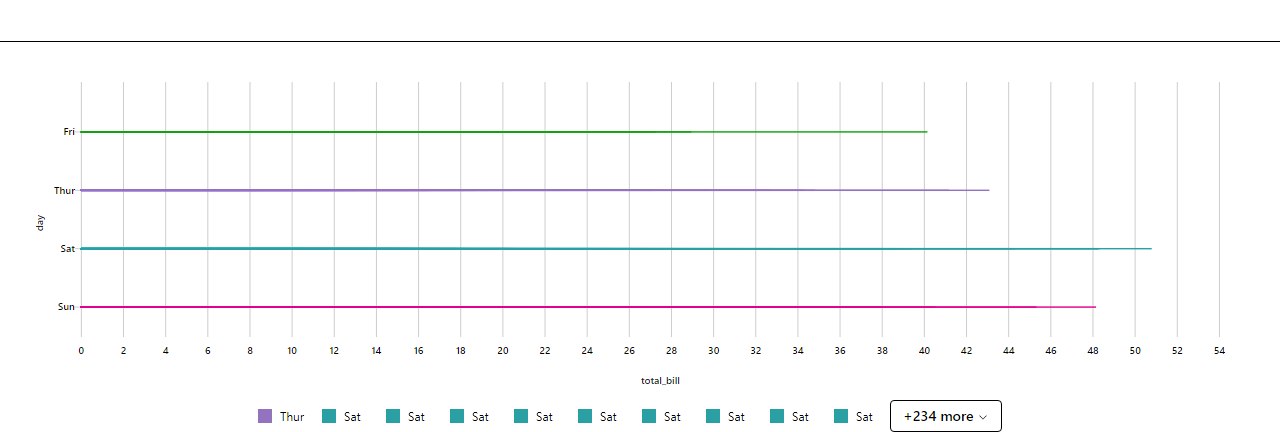 Fri
Thur
day
Sat
Sun
0 2 4 6 8 10 12 14 16 18 20 22 24 26 28 30 32 34 36 38 40 42 44 46 48 50 52 54
total_bill
Thur Sat Sat Sat Sat Sat Sat Sat Sat Sat +234 more